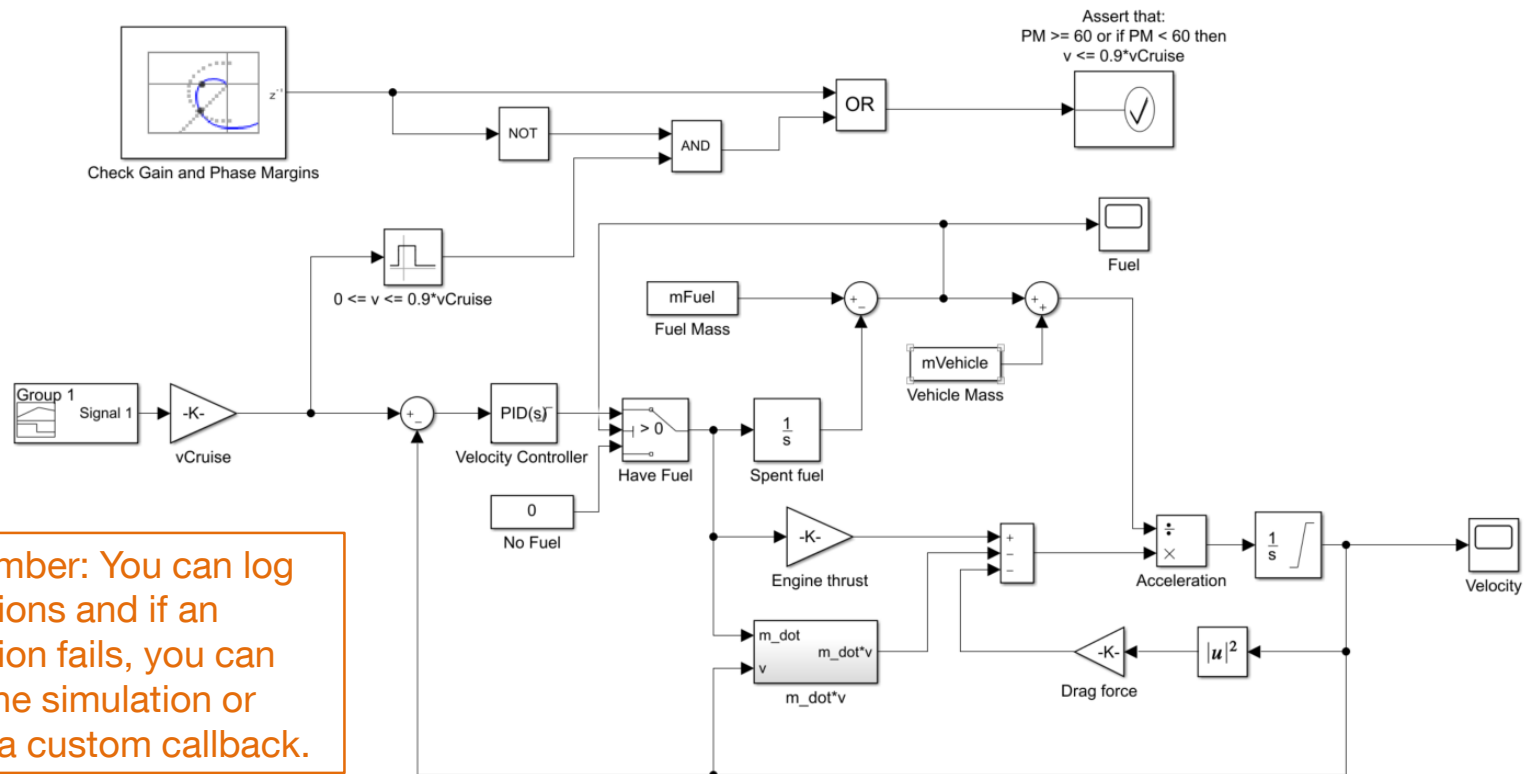 Assert that:
PM >= 60 or if PM < 60 then
v <= 0.9*vCruise
z⁻¹
Check Gain and Phase Margins
NOT
AND
OR
0 <= v <= 0.9*vCruise
Fuel
mFuel
+
−
+
+
Fuel Mass
mVehicle
Vehicle Mass
Group 1
Signal 1
-K-
vCruise
+
−
PID(s)
Velocity Controller
> 0
Have Fuel
1
s
Spent fuel
0
No Fuel
-K-
Engine thrust
+
−
−
÷
×
Acceleration
1
s
Velocity
m_dot
m_dot*v
v
m_dot*v
-K-
Drag force
|u|²
mber: You can log
ions and if an
ion fails, you can
ne simulation or
a custom callback.